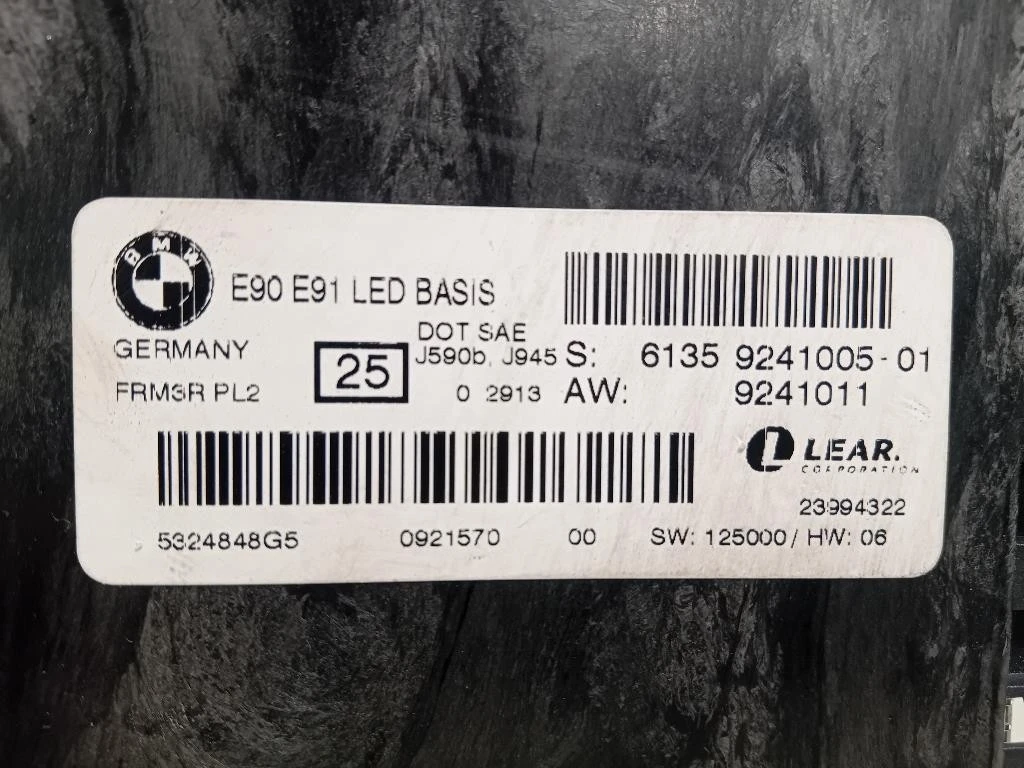 BMW
E90 E91 LED BASIS
DOT SAE
GERMANY
25
J590b, J945
S: 6135 9241005-01
FRM3R PL2
0 2913
AW: 9241011
LEAR.
CORPORATION
23994322
5324848G5 0921570 00 SW: 125000 / HW: 06